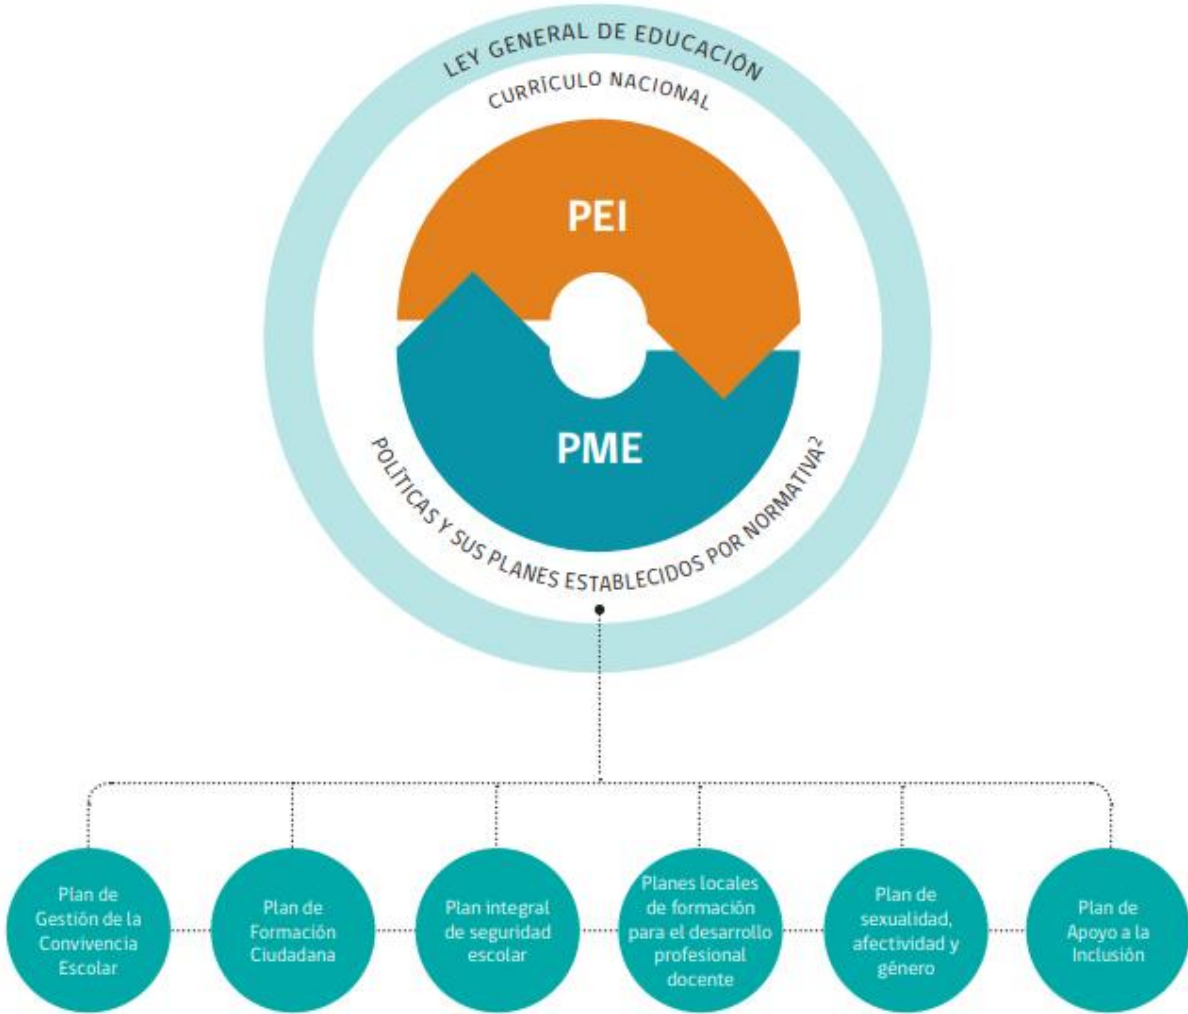 LEY GENERAL DE EDUCACIÓN
CURRÍCULO NACIONAL
PEI
PME
POLÍTICAS Y SUS PLANES ESTABLECIDOS POR NORMATIVA²
Plan de
Gestión de la
Convivencia
Escolar
Plan de
Formación
Ciudadana
Plan integral
de seguridad
escolar
Planes locales
de formación
para el desarrollo
profesional
docente
Plan de
sexualidad,
afectividad y
género
Plan de
Apoyo a la
Inclusión